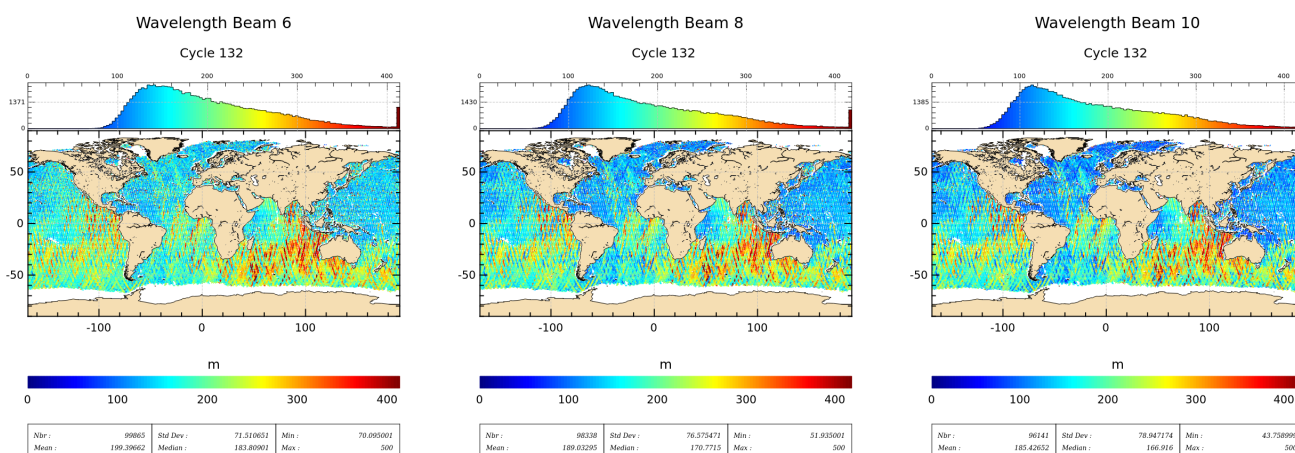 Wavelength Beam 6
Cycle 132
0 100 200 300 400
1371
0
50
0
-50
-100 0 100
m
0 100 200 300 400
Nbr : 99865 Std Dev : 71.510651 Min : 70.095001
Mean : 199.39662 Median : 183.80901 Max : 500
Wavelength Beam 8
Cycle 132
0 100 200 300 400
1430
0
50
0
-50
-100 0 100
m
0 100 200 300 400
Nbr : 98338 Std Dev : 76.575471 Min : 51.935001
Mean : 189.03295 Median : 170.7715 Max : 500
Wavelength Beam 10
Cycle 132
0 100 200 300 400
1385
0
50
0
-50
-100 0 100
m
0 100 200 300 400
Nbr : 96141 Std Dev : 78.947174 Min : 43.758999
Mean : 185.42652 Median : 166.916 Max : 500